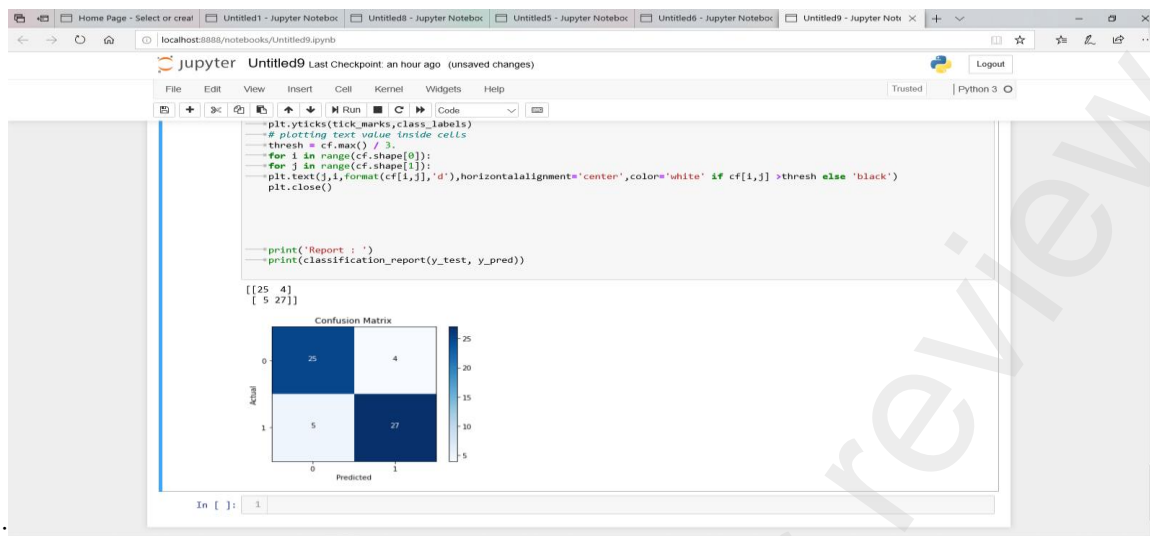 Home Page - Select or creat
Untitled1 - Jupyter Noteboc
Untitled8 - Jupyter Noteboc
Untitled5 - Jupyter Noteboc
Untitled6 - Jupyter Noteboc
Untitled9 - Jupyter Note
localhost:8888/notebooks/Untitled9.ipynb
jupyter Untitled9 Last Checkpoint: an hour ago (unsaved changes)
Logout
File Edit View Insert Cell Kernel Widgets Help
Trusted Python 3
Run Code
plt.yticks(tick_marks,class_labels)
# plotting text value inside cells
thresh = cf.max() / 3.
for i in range(cf.shape[0]):
for j in range(cf.shape[1]):
plt.text(j,i,format(cf[i,j],'d'),horizontalalignment='center',color='white' if cf[i,j] >thresh else 'black')
plt.close()
print('Report : ')
print(classification_report(y_test, y_pred))
[[25 4]
[ 5 27]]
Confusion Matrix
25
0 25 4
20
Actual
15
1 5 27
10
5
0 1
Predicted
In [ ]: 1
review